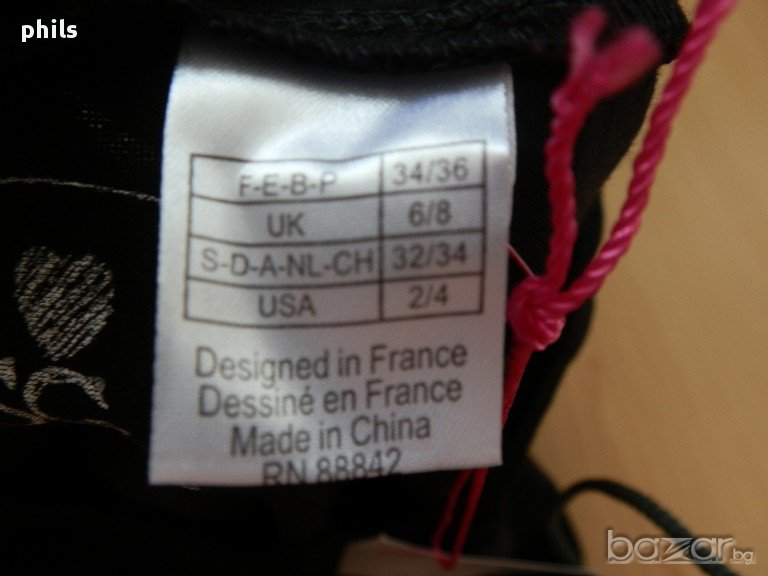 phils
F-E-B-P 34/36
UK 6/8
S-D-A-NL-CH 32/34
USA 2/4
Designed in France
Dessiné en France
Made in China
RN 88842
bazar.bg